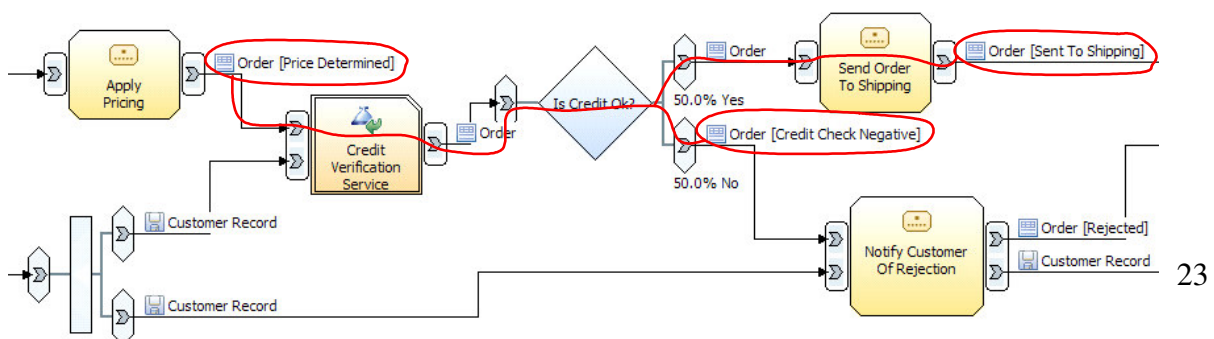 Apply
Pricing
Order [Price Determined]
Credit
Verification
Service
Order
Is Credit Ok?
Order
50.0% Yes
Send Order
To Shipping
Order [Sent To Shipping]
Order [Credit Check Negative]
50.0% No
Customer Record
Customer Record
Notify Customer
Of Rejection
Order [Rejected]
Customer Record
23